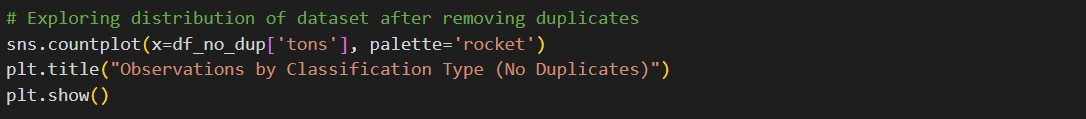 # Exploring distribution of dataset after removing duplicates
sns.countplot(x=df_no_dup['tons'], palette='rocket')
plt.title("Observations by Classification Type (No Duplicates)")
plt.show()